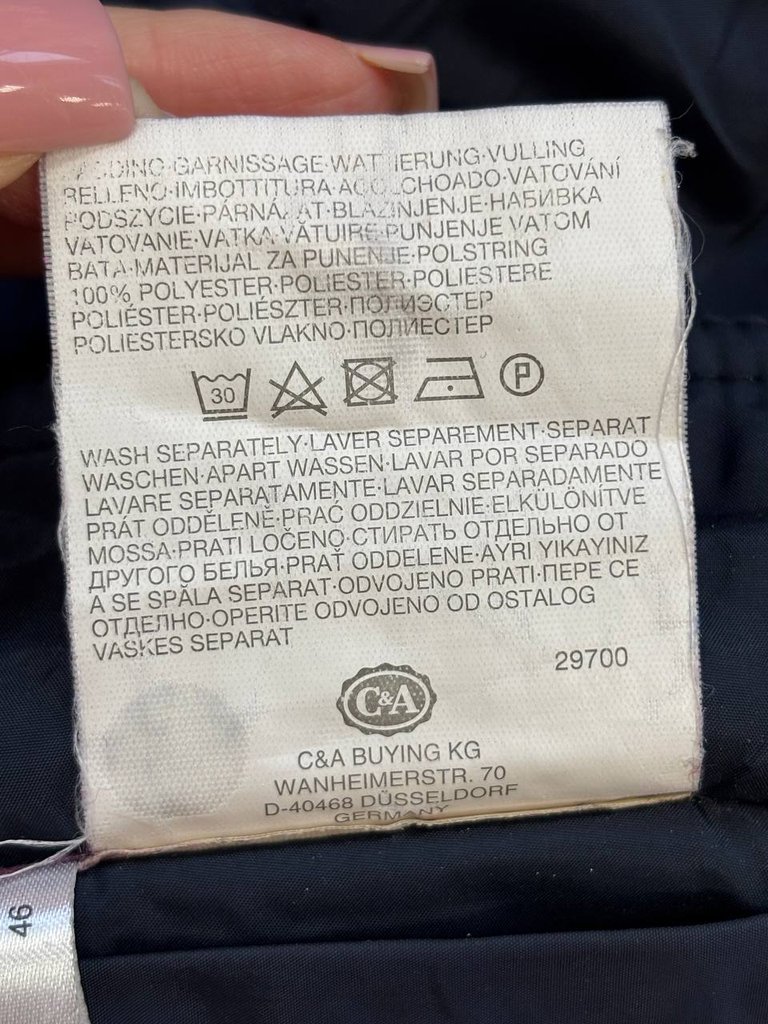 GARNISSAGE·WATTIERUNG·VULLING
RELLENO·IMBOTTITURA·ACOLCHOADO·VATOVÁNÍ
PODSZYCIE·PÁRNÁZAT·BLAZINJENJE·НАБИВКА
VATOVANIE·VATKA·VĂTUIRE·PUNJENJE VATOM
BATA·MATERIJAL ZA PUNENJE·POLSTRING
100% POLYESTER·POLIESTER·POLIESTERE
POLIÉSTER·POLIÉSZTER·ПОЛИЭСТЕР
POLIESTERSKO VLAKNO·ПОЛИЕСТЕР
30 P
WASH SEPARATELY·LAVER SEPAREMENT·SEPARAT
WASCHEN·APART WASSEN·LAVAR POR SEPARADO
LAVARE SEPARATAMENTE·LAVAR SEPARADAMENTE
PRÁT ODDĚLENĚ·PRAĆ ODDZIELNIE·ELKÜLÖNÍTVE
MOSSA·PRATI LOČENO·СТИРАТЬ ОТДЕЛЬНО ОТ
ДРУГОГО БЕЛЬЯ·PRAŤ ODDELENE·AYRI YIKAYINIZ
A SE SPĂLA SEPARAT·ODVOJENO PRATI·ПЕРЕ СЕ
ОТДЕЛНО·OPERITE ODVOJENO OD OSTALOG
VASKES SEPARAT
29700
C&A
C&A BUYING KG
WANHEIMERSTR. 70
D-40468 DÜSSELDORF
GERMANY
46